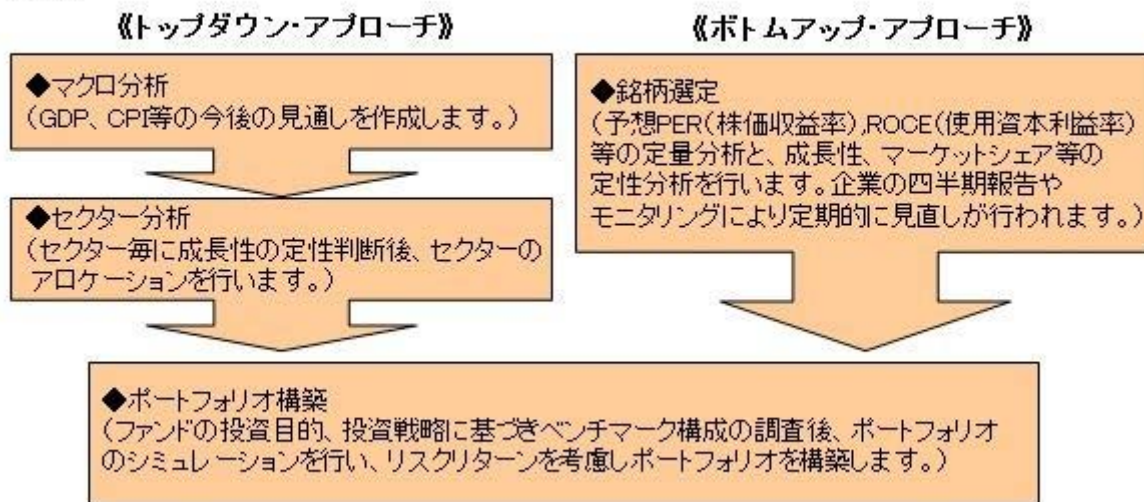 《トップダウン・アプローチ》
◆マクロ分析
(GDP、CPI等の今後の見通しを作成します。)
◆セクター分析
(セクター毎に成長性の定性判断後、セクターの
アロケーションを行います。)
《ボトムアップ・アプローチ》
◆銘柄選定
(予想PER(株価収益率),ROCE(使用資本利益率)
等の定量分析と、成長性、マーケットシェア等の
定性分析を行います。企業の四半期報告や
モニタリングにより定期的に見直しが行われます。)
◆ポートフォリオ構築
(ファンドの投資目的、投資戦略に基づきベンチマーク構成の調査後、ポートフォリオ
のシミュレーションを行い、リスクリターンを考慮しポートフォリオを構築します。)